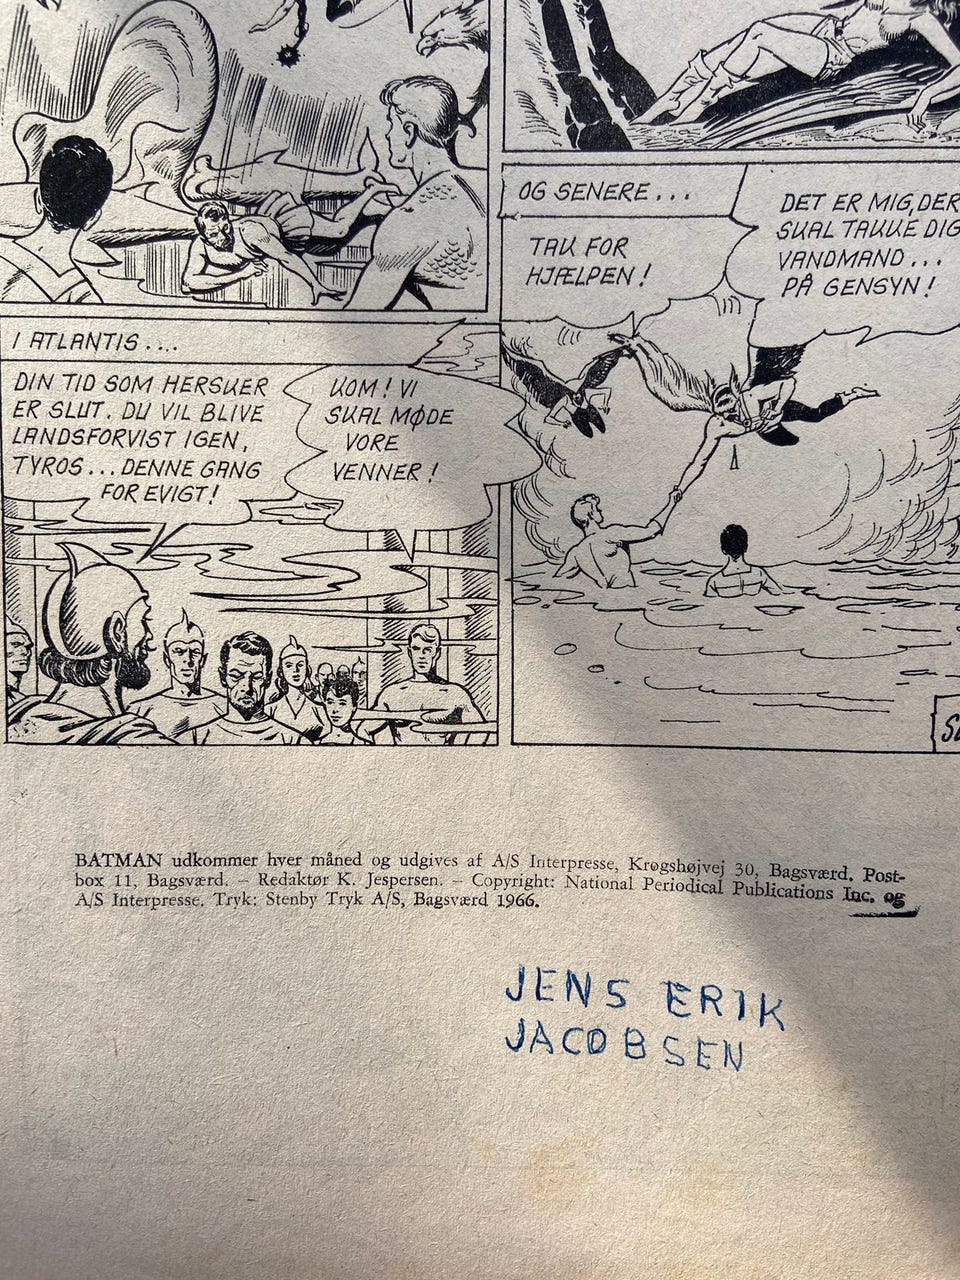 I ATLANTIS....
DIN TID SOM HERSKER
ER SLUT. DU VIL BLIVE
LANDSFORVIST IGEN,
TYROS... DENNE GANG
FOR EVIGT!
KOM! VI
SKAL MØDE
VORE
VENNER!
OG SENERE...
TAK FOR
HJÆLPEN!
DET ER MIG, DER
SKAL TAKKE DIG
VANDMAND...
PÅ GENSYN!
BATMAN udkommer hver måned og udgives af A/S Interpresse, Krogshøjvej 30, Bagsværd. Post-
box 11, Bagsværd. – Redaktør K. Jespersen. – Copyright: National Periodical Publications Inc. og
A/S Interpresse. Tryk: Stenby Tryk A/S, Bagsværd 1966.
JENS ERIK
JACOBSEN